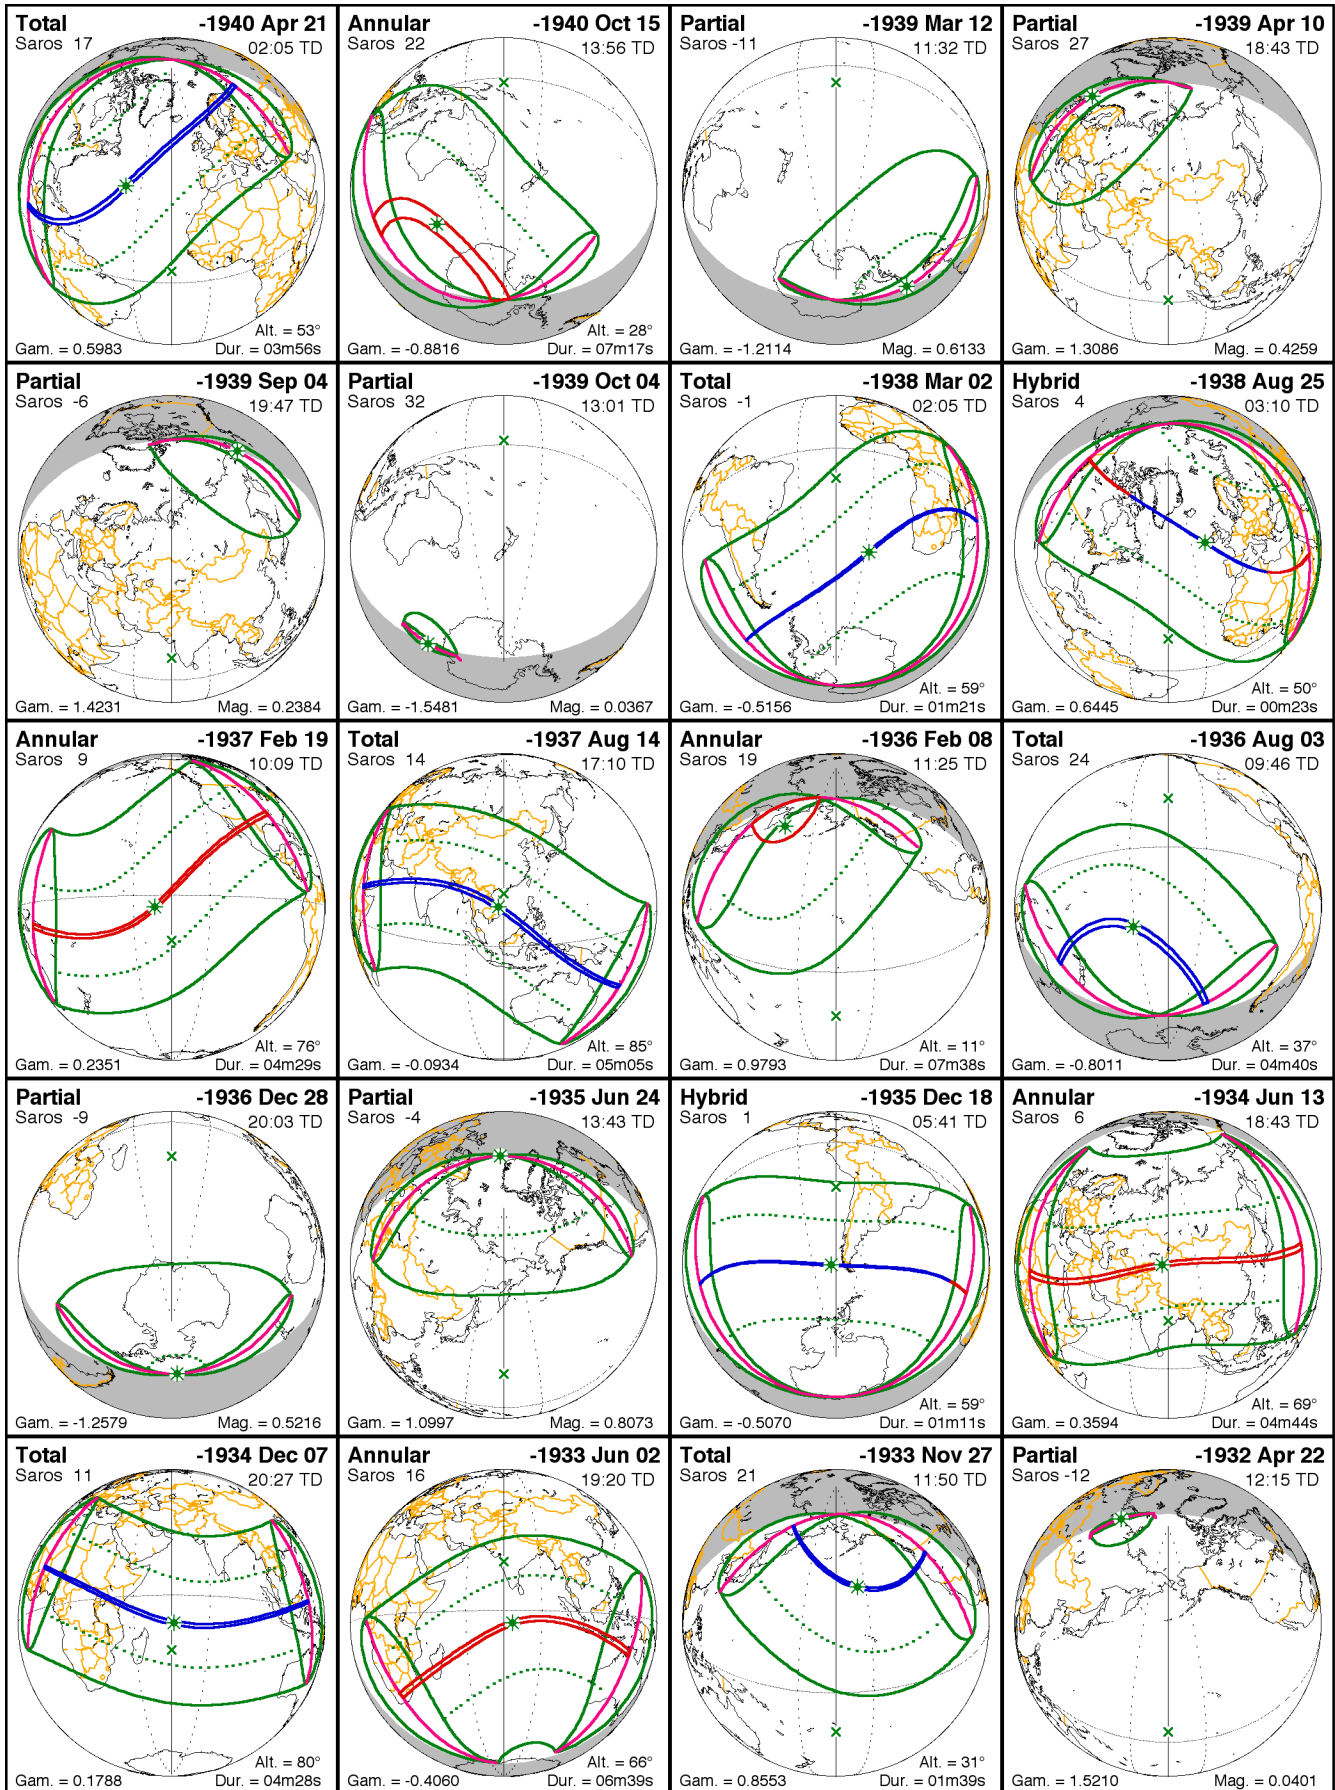 Total -1940 Apr 21
Saros 17 02:05 TD
Alt. = 53°
Gam. = 0.5983 Dur. = 03m56s
Annular -1940 Oct 15
Saros 22 13:56 TD
Alt. = 28°
Gam. = -0.8816 Dur. = 07m17s
Partial -1939 Mar 12
Saros -11 11:32 TD
Gam. = -1.2114 Mag. = 0.6133
Partial -1939 Apr 10
Saros 27 18:43 TD
Gam. = 1.3086 Mag. = 0.4259
Partial -1939 Sep 04
Saros -6 19:47 TD
Gam. = 1.4231 Mag. = 0.2384
Partial -1939 Oct 04
Saros 32 13:01 TD
Gam. = -1.5481 Mag. = 0.0367
Total -1938 Mar 02
Saros -1 02:05 TD
Alt. = 59°
Gam. = -0.5156 Dur. = 01m21s
Hybrid -1938 Aug 25
Saros 4 03:10 TD
Alt. = 50°
Gam. = 0.6445 Dur. = 00m23s
Annular -1937 Feb 19
Saros 9 10:09 TD
Alt. = 76°
Gam. = 0.2351 Dur. = 04m29s
Total -1937 Aug 14
Saros 14 17:10 TD
Alt. = 85°
Gam. = -0.0934 Dur. = 05m05s
Annular -1936 Feb 08
Saros 19 11:25 TD
Alt. = 11°
Gam. = 0.9793 Dur. = 07m38s
Total -1936 Aug 03
Saros 24 09:46 TD
Alt. = 37°
Gam. = -0.8011 Dur. = 04m40s
Partial -1936 Dec 28
Saros -9 20:03 TD
Gam. = -1.2579 Mag. = 0.5216
Partial -1935 Jun 24
Saros -4 13:43 TD
Gam. = 1.0997 Mag. = 0.8073
Hybrid -1935 Dec 18
Saros 1 05:41 TD
Alt. = 59°
Gam. = -0.5070 Dur. = 01m11s
Annular -1934 Jun 13
Saros 6 18:43 TD
Alt. = 69°
Gam. = 0.3594 Dur. = 04m44s
Total -1934 Dec 07
Saros 11 20:27 TD
Alt. = 80°
Gam. = 0.1788 Dur. = 04m28s
Annular -1933 Jun 02
Saros 16 19:20 TD
Alt. = 66°
Gam. = -0.4060 Dur. = 06m39s
Total -1933 Nov 27
Saros 21 11:50 TD
Alt. = 31°
Gam. = 0.8553 Dur. = 01m39s
Partial -1932 Apr 22
Saros -12 12:15 TD
Gam. = 1.5210 Mag. = 0.0401